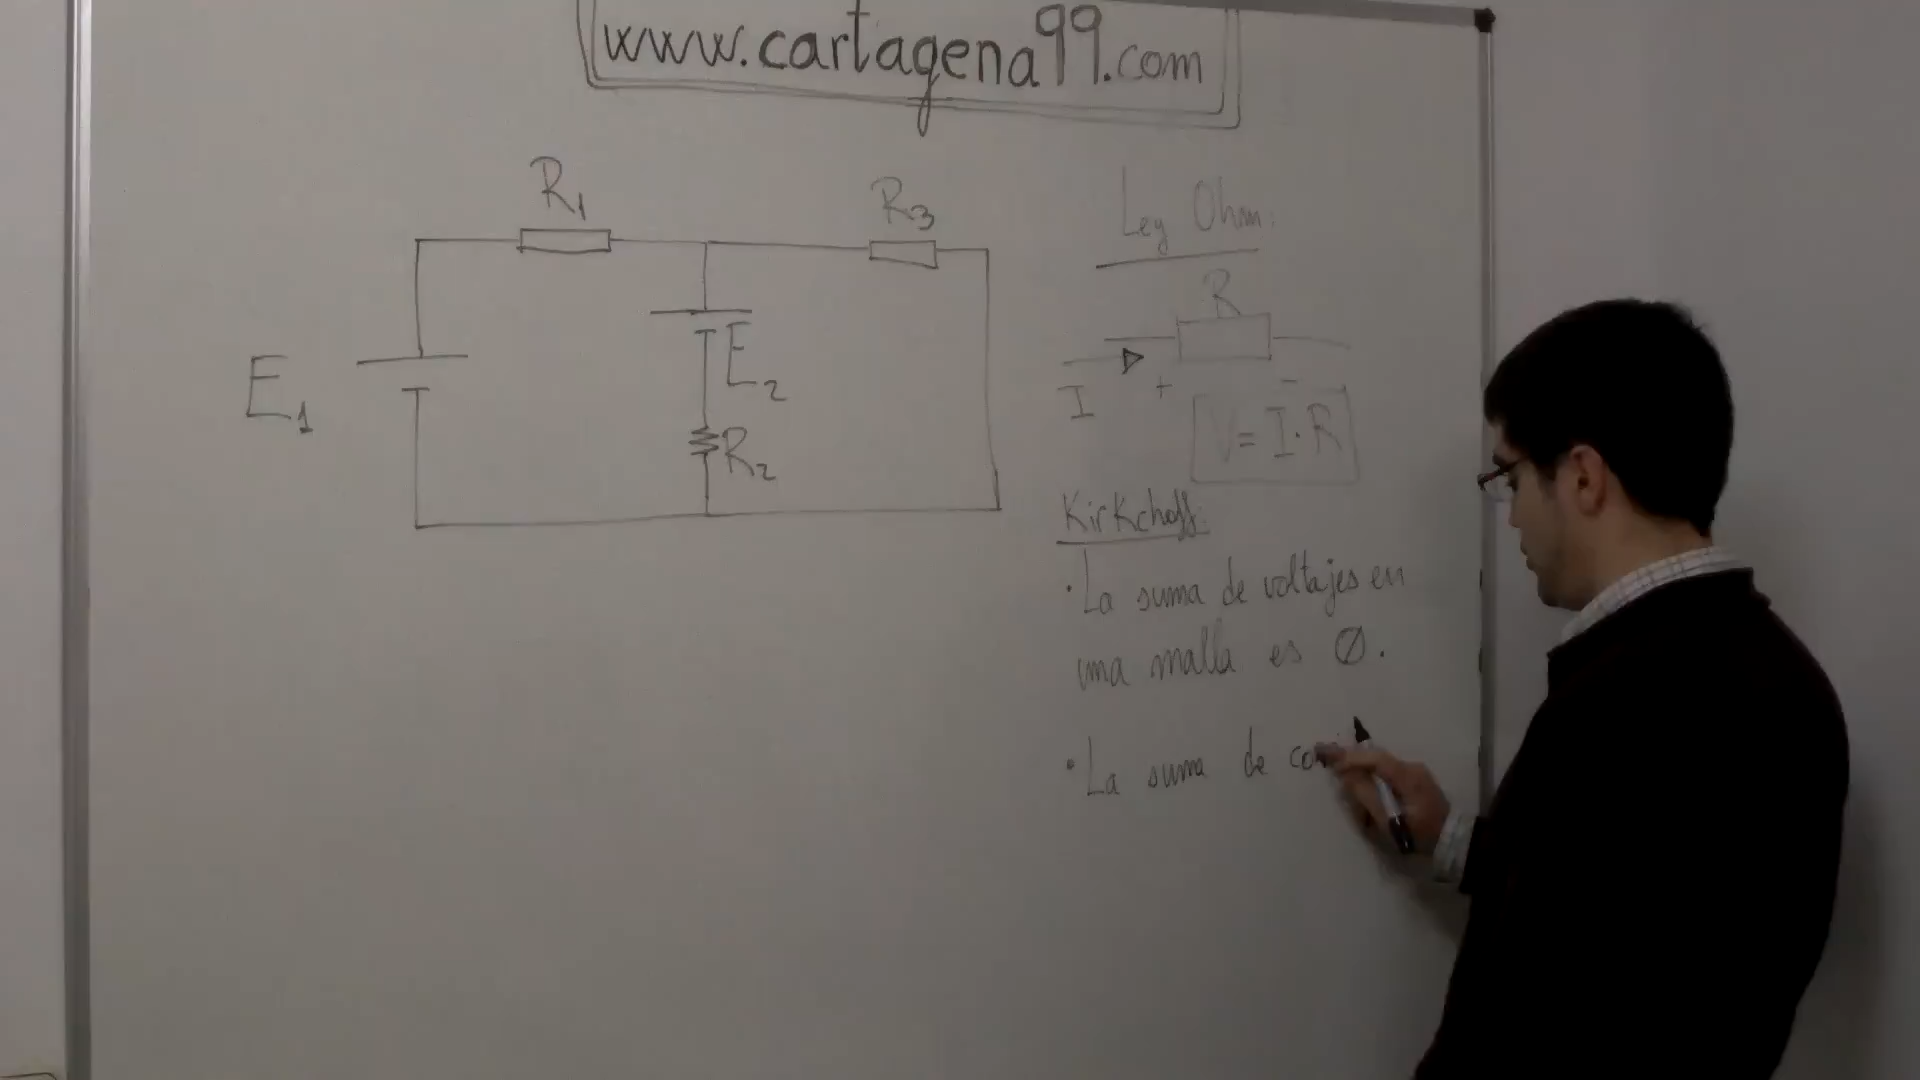 www.cartagena99.com
R1
R3
E1
E2
R2
Ley Ohm:
R
I
+
-
V = I · R
Kirkchoff:
· La suma de voltajes en
una malla es Ø.
· La suma de